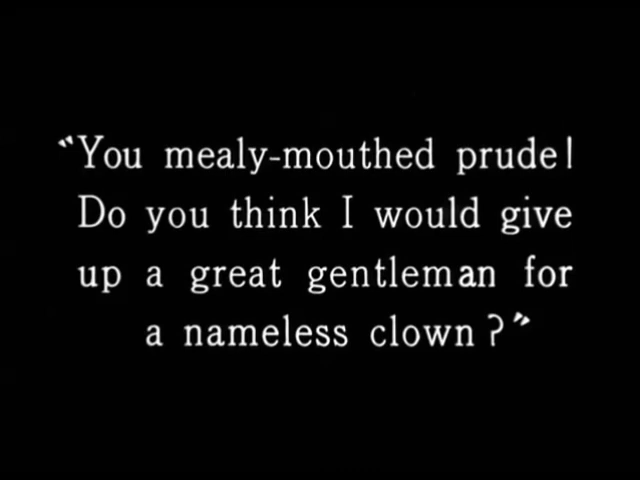 “You mealy-mouthed prude!
Do you think I would give
up a great gentleman for
a nameless clown?”